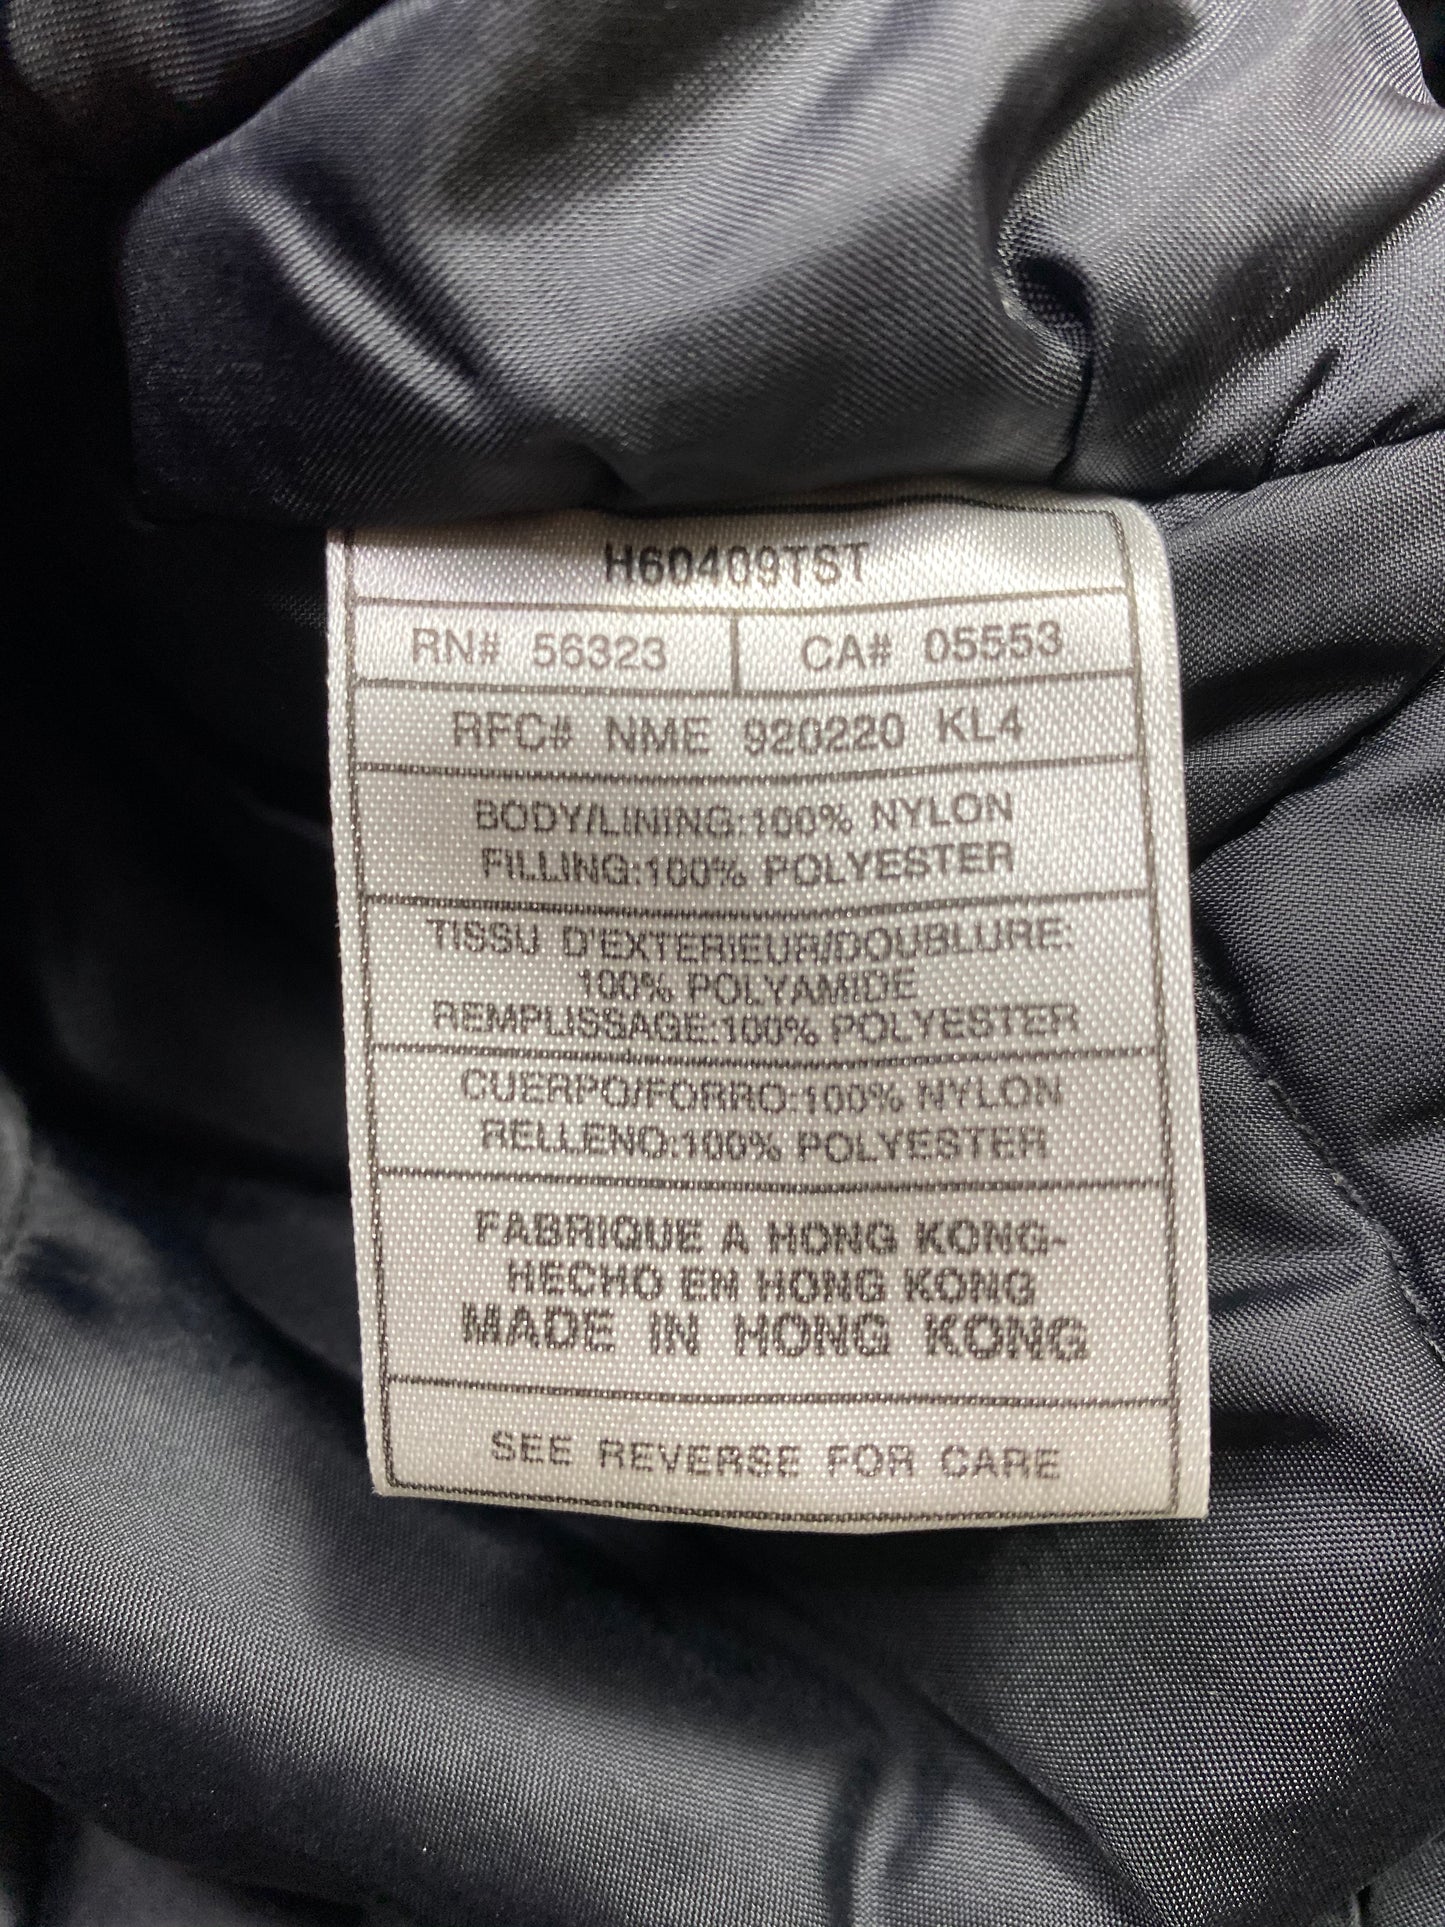 H60409TST
RN# 56323 CA# 05553
RFC# NME 920220 KL4
BODY/LINING:100% NYLON
FILLING:100% POLYESTER
TISSU D'EXTERIEUR/DOUBLURE:
100% POLYAMIDE
REMPLISSAGE:100% POLYESTER
CUERPO/FORRO:100% NYLON
RELLENO:100% POLYESTER
FABRIQUE A HONG KONG-
HECHO EN HONG KONG
MADE IN HONG KONG
SEE REVERSE FOR CARE